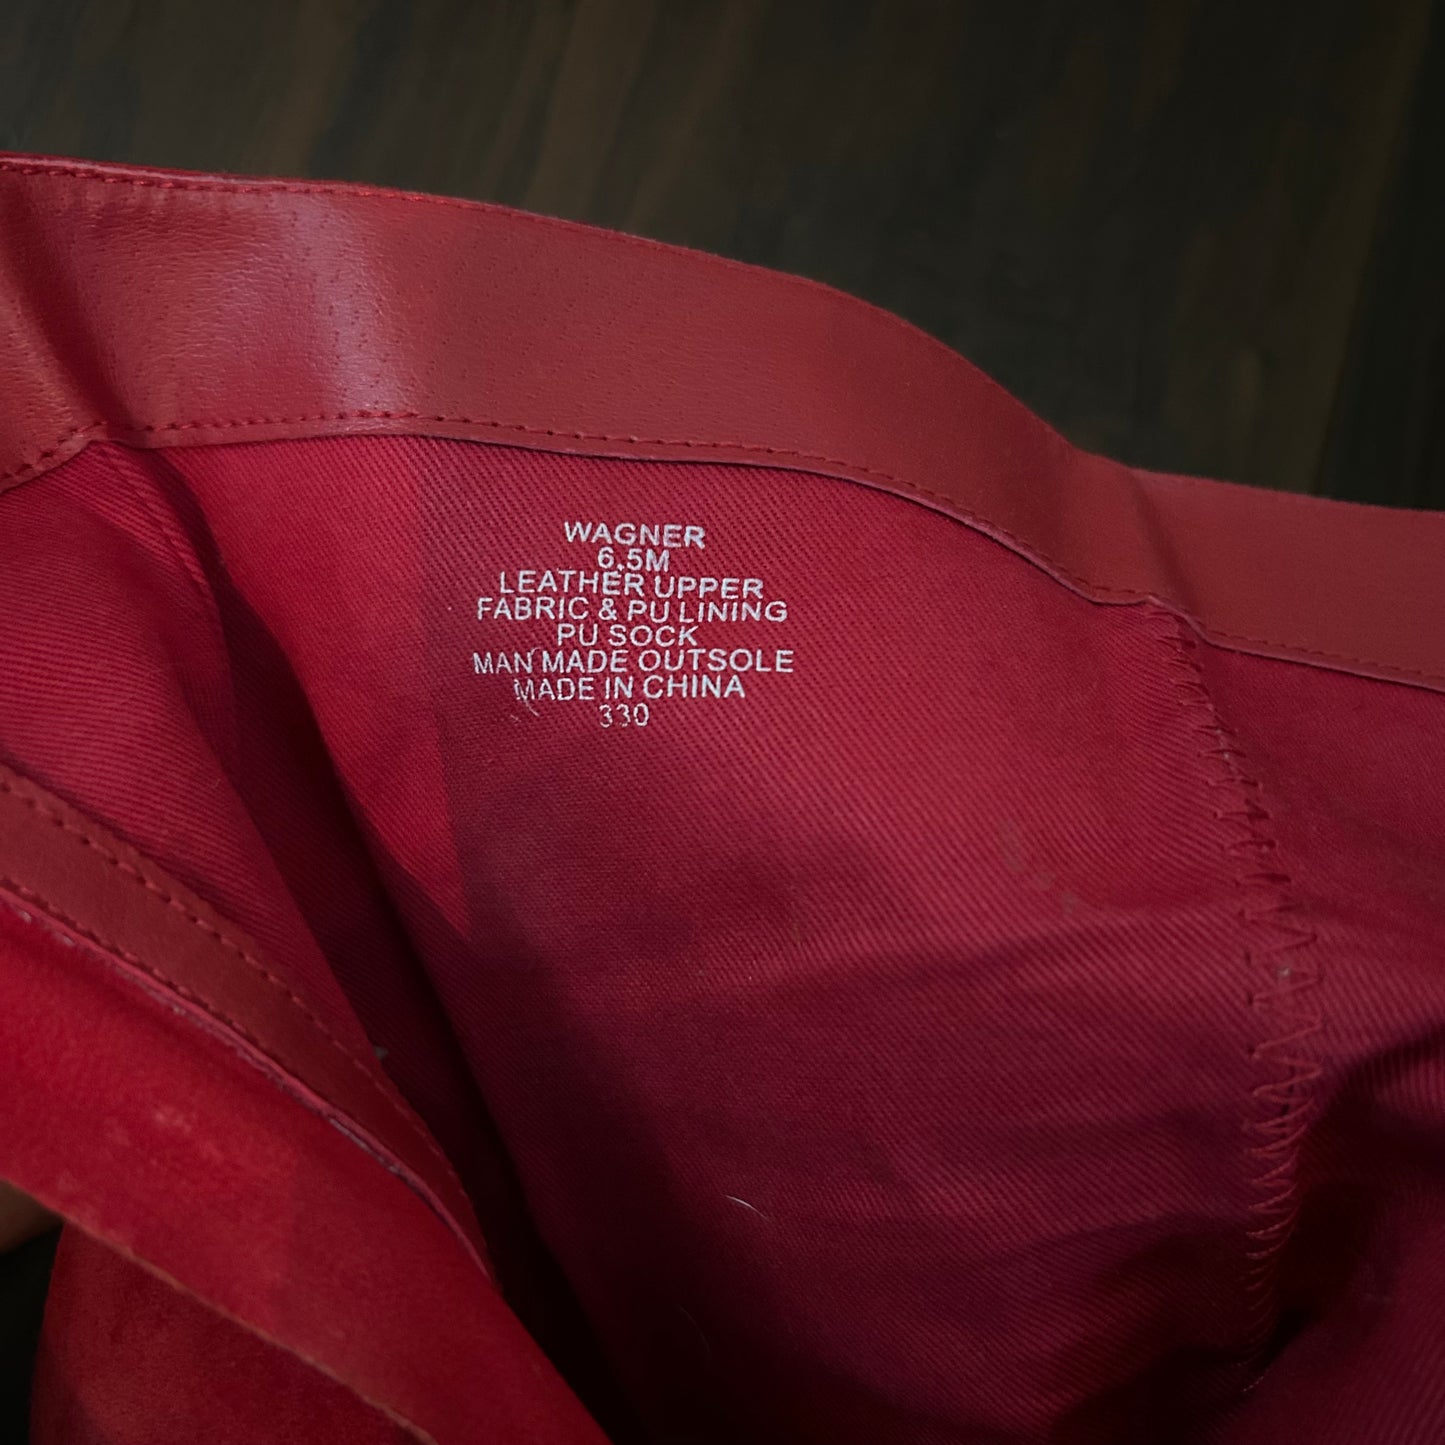 WAGNER
6.5M
LEATHER UPPER
FABRIC & PU LINING
PU SOCK
MAN MADE OUTSOLE
MADE IN CHINA
330